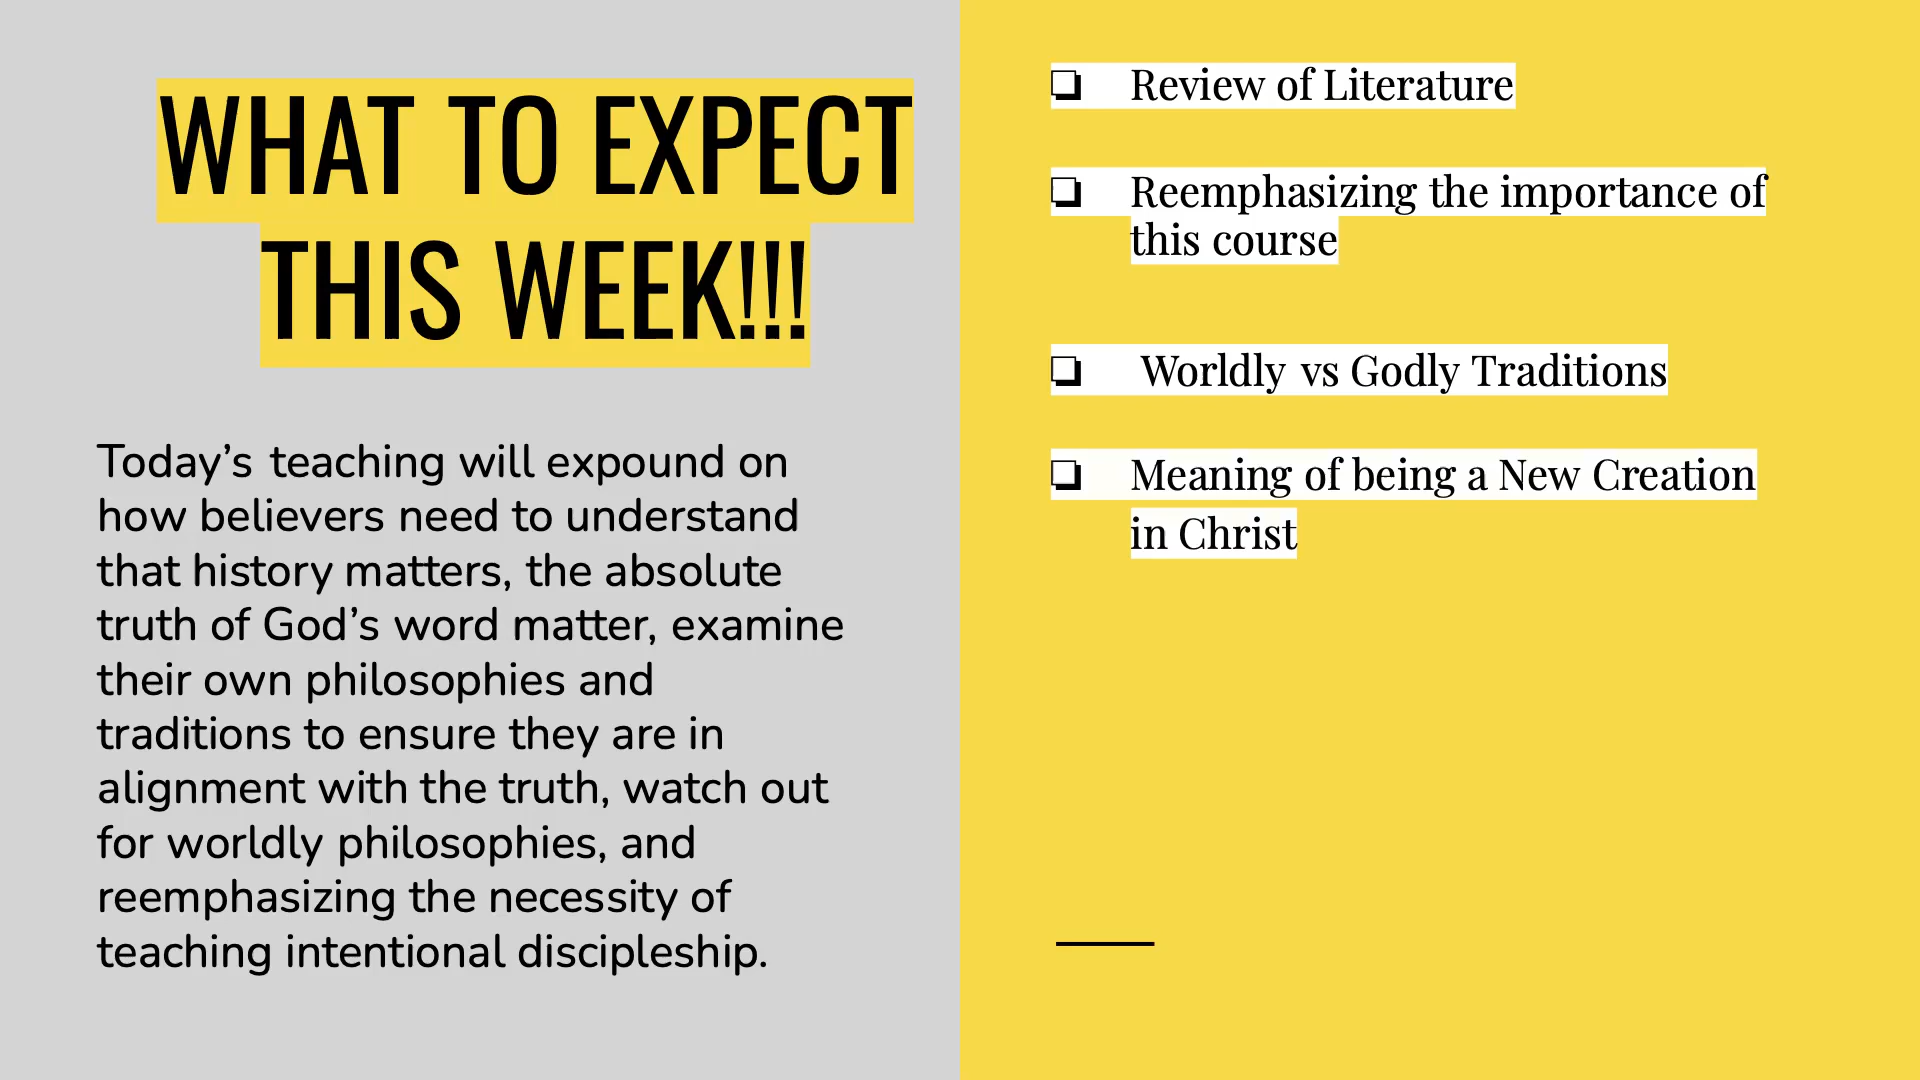 WHAT TO EXPECT
THIS WEEK!!!
Today’s teaching will expound on
how believers need to understand
that history matters, the absolute
truth of God’s word matter, examine
their own philosophies and
traditions to ensure they are in
alignment with the truth, watch out
for worldly philosophies, and
reemphasizing the necessity of
teaching intentional discipleship.
❏ Review of Literature
❏ Reemphasizing the importance of
this course
❏ Worldly vs Godly Traditions
❏ Meaning of being a New Creation
in Christ